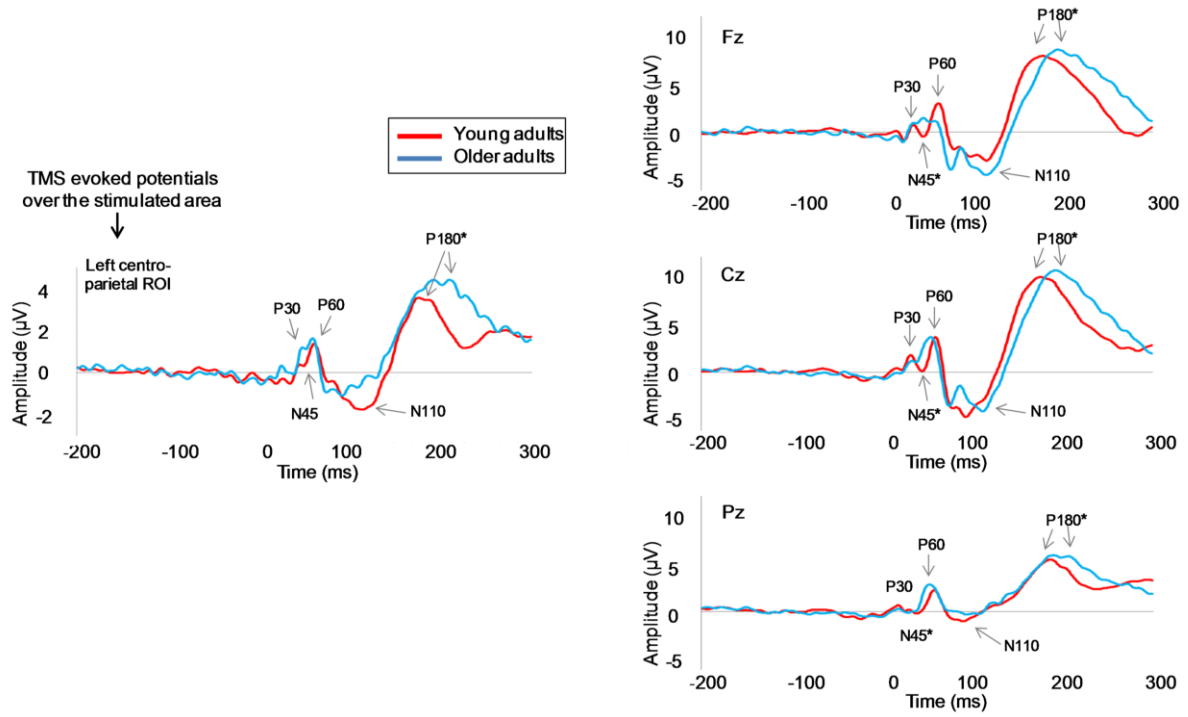 Young adults
Older adults
TMS evoked potentials
over the stimulated area
Left centro-
parietal ROI
Amplitude (µV)
4
2
0
-2
P30
P60
N45
N110
P180*
-200
-100
0
100
200
300
Time (ms)
Fz
Amplitude (µV)
10
5
0
-5
P30
P60
N45*
N110
P180*
-200
-100
0
100
200
300
Time (ms)
Cz
Amplitude (µV)
10
5
0
-5
P30
P60
N45*
N110
P180*
-200
-100
0
100
200
300
Time (ms)
Pz
Amplitude (µV)
10
5
0
-5
P30
P60
N45*
N110
P180*
-200
-100
0
100
200
300
Time (ms)